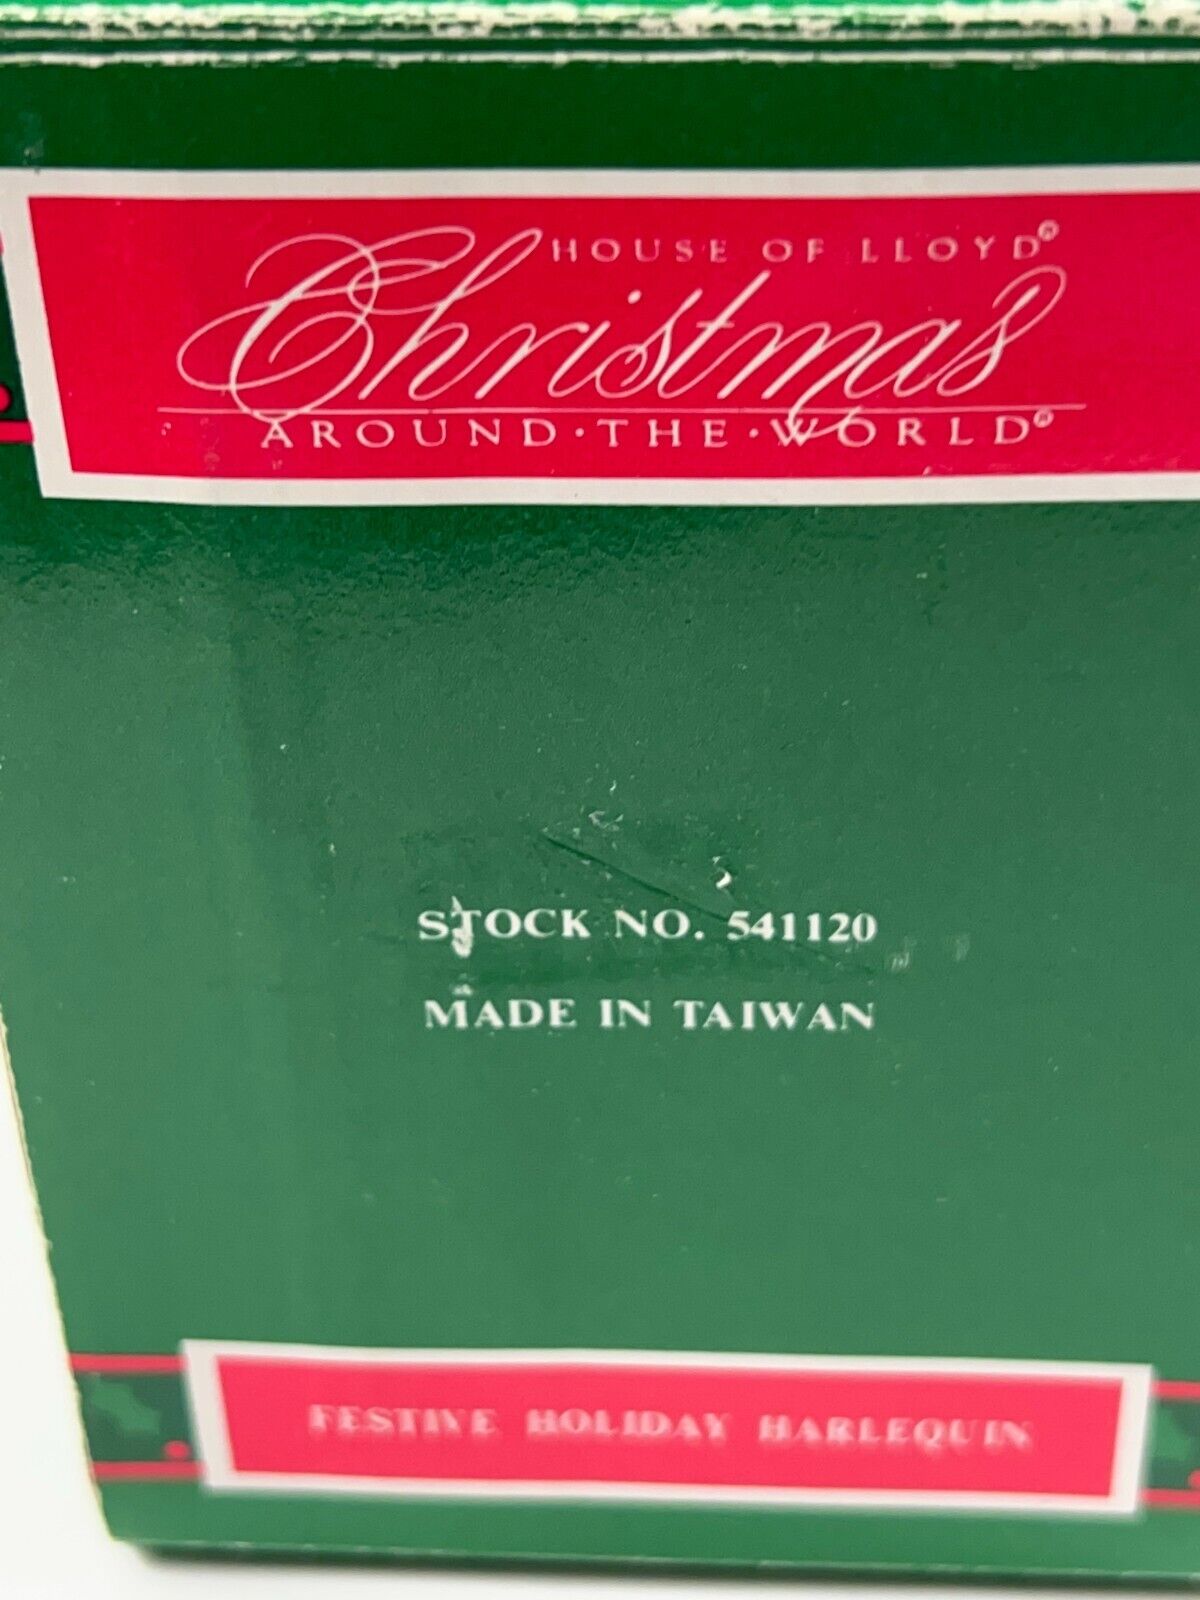 HOUSE OF LLOYD®
Christmas
AROUND·THE·WORLD®
STOCK NO. 541120
MADE IN TAIWAN
FESTIVE HOLIDAY HARLEQUIN